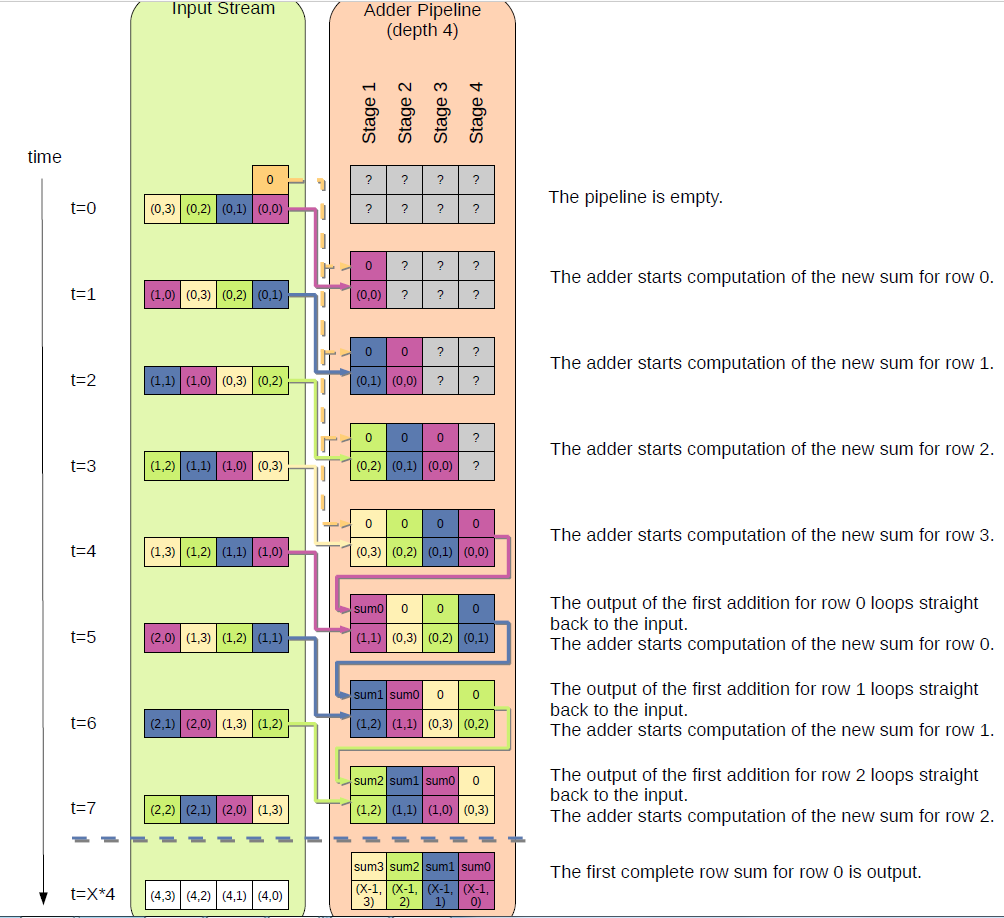 Input Stream
Adder Pipeline
(depth 4)
Stage 1
Stage 2
Stage 3
Stage 4
time
0
? ? ? ?
t=0
(0,3) (0,2) (0,1) (0,0)
? ? ? ?
The pipeline is empty.
0 ? ? ?
t=1
(1,0) (0,3) (0,2) (0,1)
(0,0) ? ? ?
The adder starts computation of the new sum for row 0.
0 0 ? ?
t=2
(1,1) (1,0) (0,3) (0,2)
(0,1) (0,0) ? ?
The adder starts computation of the new sum for row 1.
0 0 0 ?
t=3
(1,2) (1,1) (1,0) (0,3)
(0,2) (0,1) (0,0) ?
The adder starts computation of the new sum for row 2.
0 0 0 0
t=4
(1,3) (1,2) (1,1) (1,0)
(0,3) (0,2) (0,1) (0,0)
The adder starts computation of the new sum for row 3.
sum0 0 0 0
t=5
(2,0) (1,3) (1,2) (1,1)
(1,1) (0,3) (0,2) (0,1)
The output of the first addition for row 0 loops straight
back to the input.
The adder starts computation of the new sum for row 0.
sum1 sum0 0 0
t=6
(2,1) (2,0) (1,3) (1,2)
(1,2) (1,1) (0,3) (0,2)
The output of the first addition for row 1 loops straight
back to the input.
The adder starts computation of the new sum for row 1.
sum2 sum1 sum0 0
t=7
(2,2) (2,1) (2,0) (1,3)
(1,2) (1,1) (1,0) (0,3)
The output of the first addition for row 2 loops straight
back to the input.
The adder starts computation of the new sum for row 2.
sum3 sum2 sum1 sum0
t=X*4
(4,3) (4,2) (4,1) (4,0)
(X-1, (X-1, (X-1, (X-1,
3) 2) 1) 0)
The first complete row sum for row 0 is output.